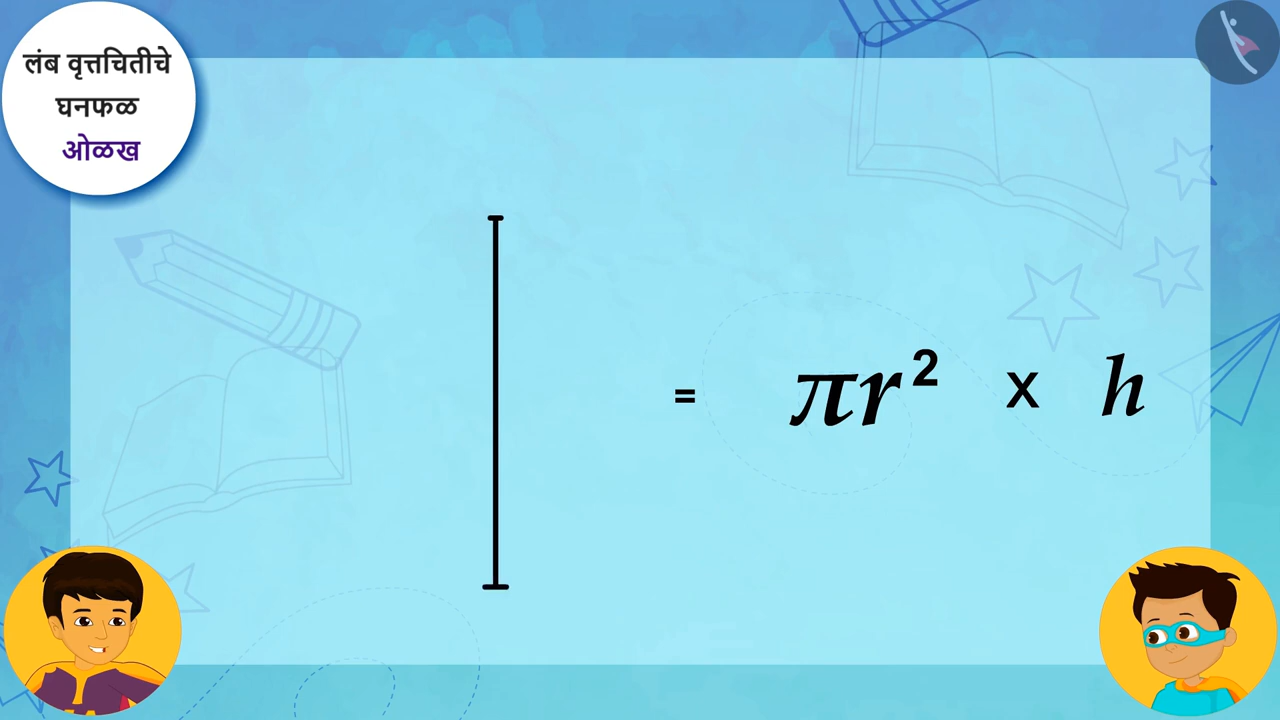 लंब वृत्तचितीचे
घनफळ
ओळख
= πr² x h